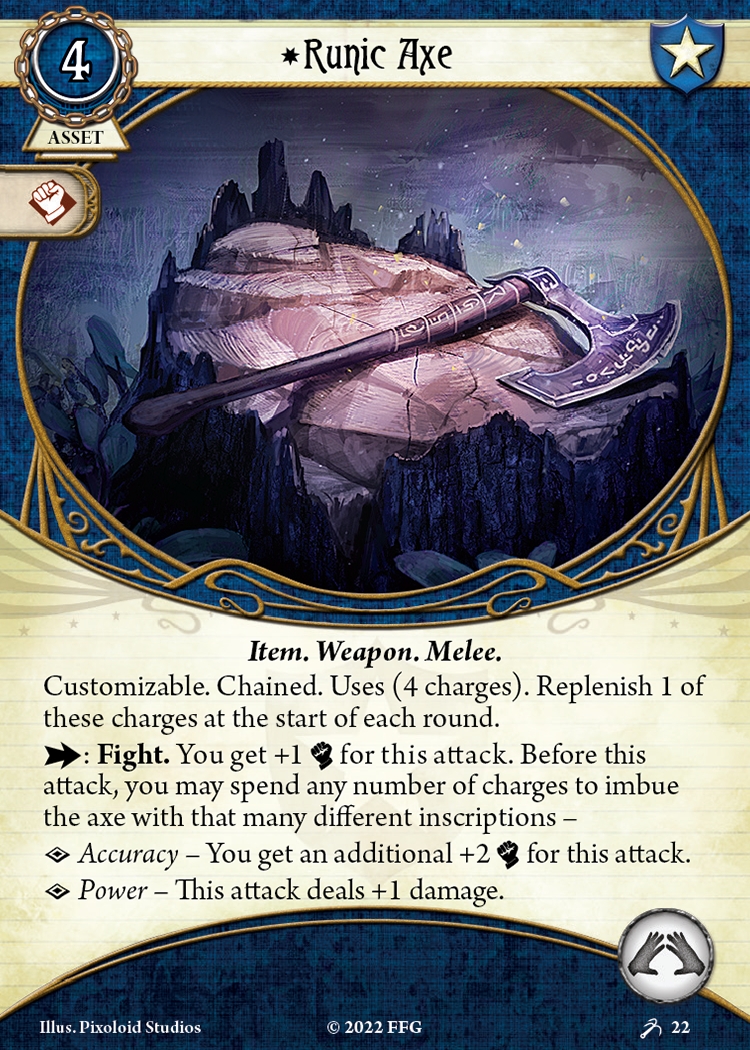 4
Runic Axe
ASSET
Item. Weapon. Melee.
Customizable. Chained. Uses (4 charges). Replenish 1 of
these charges at the start of each round.
: Fight. You get +1 for this attack. Before this
attack, you may spend any number of charges to imbue
the axe with that many different inscriptions –
Accuracy – You get an additional +2 for this attack.
Power – This attack deals +1 damage.
Illus. Pixoloid Studios
© 2022 FFG
22